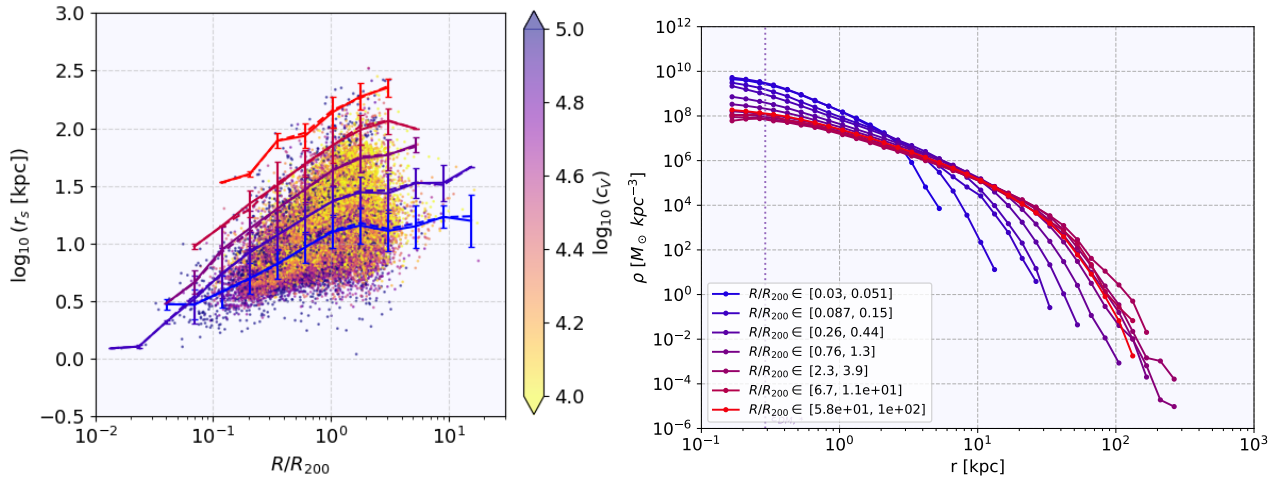 3.0
2.5
2.0
1.5
1.0
0.5
0.0
−0.5
log₁₀(rₛ [kpc])
10⁻² 10⁻¹ 10⁰ 10¹
R/R₂₀₀
5.0
4.8
4.6
4.4
4.2
4.0
log₁₀(c_V)
10¹²
10¹⁰
10⁸
10⁶
10⁴
10²
10⁰
10⁻²
10⁻⁴
10⁻⁶
ρ [M⊙ kpc⁻³]
R/R₂₀₀ ∈ [0.03, 0.051]
R/R₂₀₀ ∈ [0.087, 0.15]
R/R₂₀₀ ∈ [0.26, 0.44]
R/R₂₀₀ ∈ [0.76, 1.3]
R/R₂₀₀ ∈ [2.3, 3.9]
R/R₂₀₀ ∈ [6.7, 1.1e+01]
R/R₂₀₀ ∈ [5.8e+01, 1e+02]
10⁻¹ 10⁰ 10¹ 10² 10³
r [kpc]